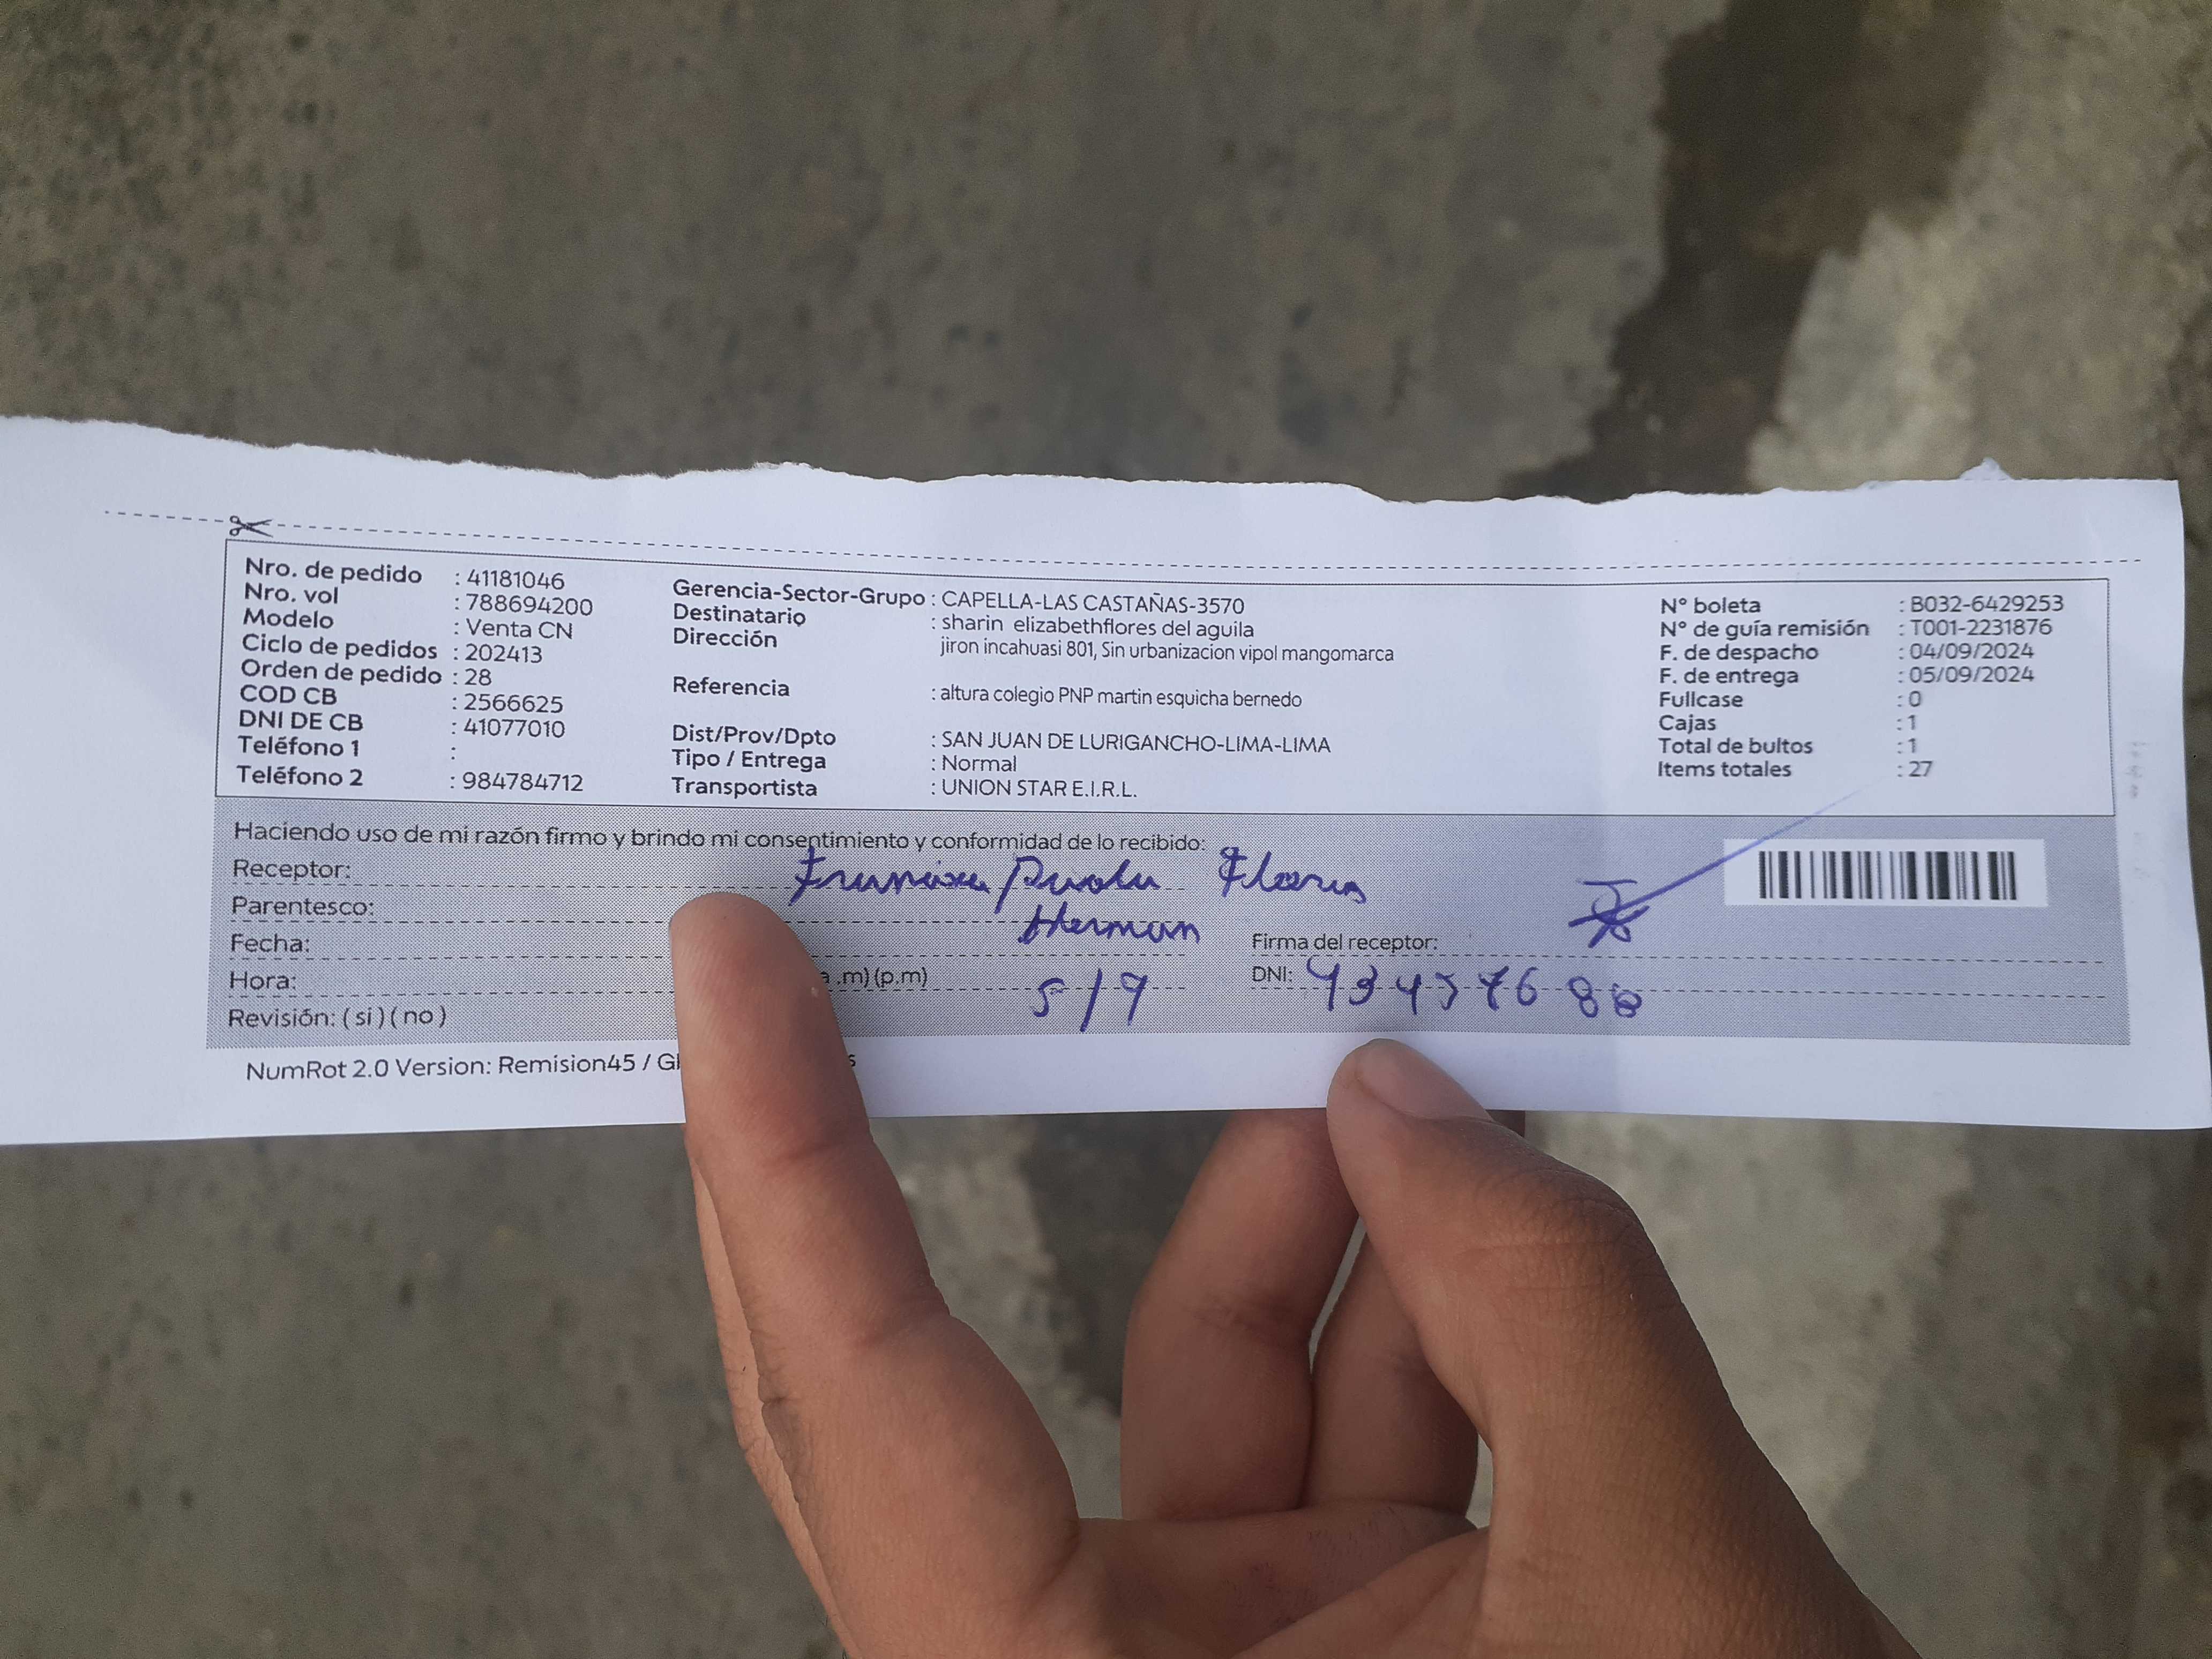 Nro. de pedido : 41181046
Nro. vol : 788694200
Modelo : Venta CN
Ciclo de pedidos : 202413
Orden de pedido : 28
COD CB : 2566625
DNI DE CB : 41077010
Teléfono 1 :
Teléfono 2 : 984784712
Gerencia-Sector-Grupo : CAPELLA-LAS CASTAÑAS-3570
Destinatario : sharin elizabethflores del aguila
Dirección jiron incahuasi 801, Sin urbanizacion vipol mangomarca
Referencia : altura colegio PNP martin esquicha bernedo
Dist/Prov/Dpto : SAN JUAN DE LURIGANCHO-LIMA-LIMA
Tipo / Entrega : Normal
Transportista : UNION STAR E.I.R.L.
N° boleta : B032-6429253
N° de guía remisión : T001-2231876
F. de despacho : 04/09/2024
F. de entrega : 05/09/2024
Fullcase : 0
Cajas : 1
Total de bultos : 1
Items totales : 27
Haciendo uso de mi razón firmo y brindo mi consentimiento y conformidad de lo recibido:
Receptor: Flores
Parentesco: Herman
Fecha:
Firma del receptor:
Hora: .m) (p.m) 5/9
DNI:
Revisión: ( si ) ( no )
NumRot 2.0 Version: Remision45 /